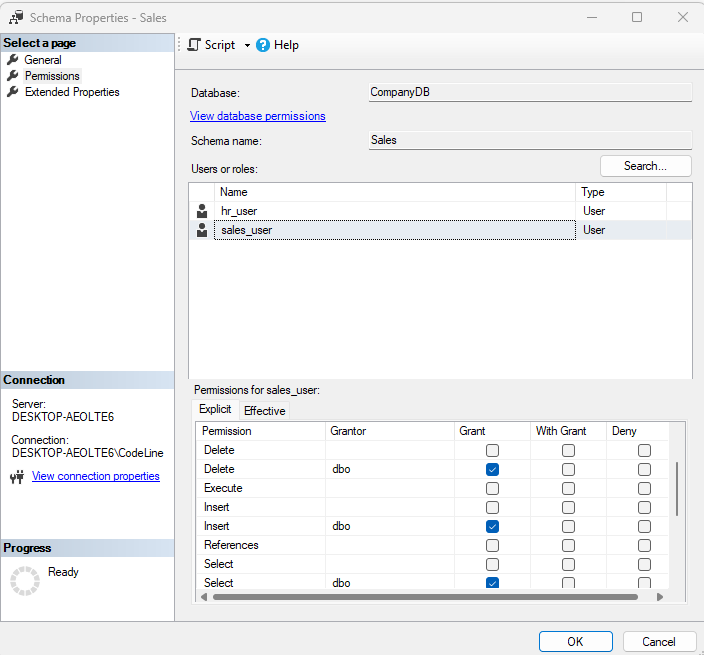 Schema Properties - Sales
Select a page
General
Permissions
Extended Properties
Connection
Server:
DESKTOP-AEOLTE6
Connection:
DESKTOP-AEOLTE6\CodeLine
View connection properties
Progress
Ready
Script Help
Database: CompanyDB
View database permissions
Schema name: Sales
Users or roles: Search...
Name Type
hr_user User
sales_user User
Permissions for sales_user:
Explicit Effective
Permission Grantor Grant With Grant Deny
Delete
Delete dbo
Execute
Insert
Insert dbo
References
Select
Select dbo
OK Cancel